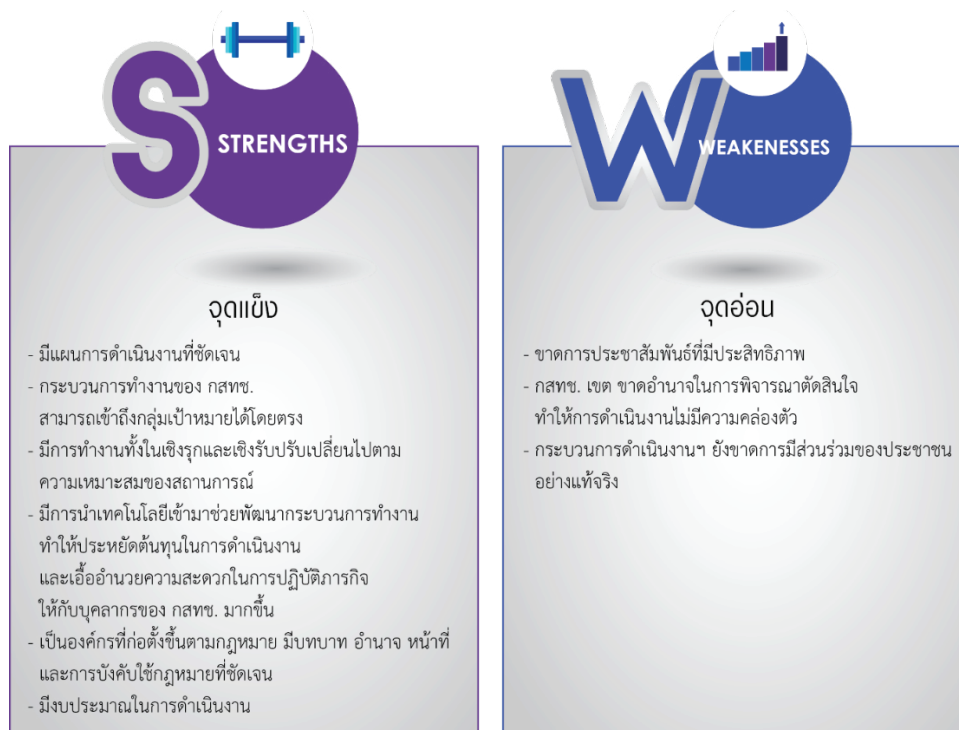 S
STRENGTHS
จุดแข็ง
- มีแผนการดำเนินงานที่ชัดเจน
- กระบวนการทำงานของ กสทช.
สามารถเข้าถึงกลุ่มเป้าหมายได้โดยตรง
- มีการทำงานทั้งในเชิงรุกและเชิงรับปรับเปลี่ยนไปตาม
ความเหมาะสมของสถานการณ์
- มีการนำเทคโนโลยีเข้ามาช่วยพัฒนากระบวนการทำงาน
ทำให้ประหยัดต้นทุนในการดำเนินงาน
และเอื้ออำนวยความสะดวกในการปฏิบัติภารกิจ
ให้กับบุคลากรของ กสทช. มากขึ้น
- เป็นองค์กรที่ก่อตั้งขึ้นตามกฎหมาย มีบทบาท อำนาจ หน้าที่
และการบังคับใช้กฎหมายที่ชัดเจน
- มีงบประมาณในการดำเนินงาน
W
WEAKENESSES
จุดอ่อน
- ขาดการประชาสัมพันธ์ที่มีประสิทธิภาพ
- กสทช. เขต ขาดอำนาจในการพิจารณาตัดสินใจ
ทำให้การดำเนินงานไม่มีความคล่องตัว
- กระบวนการดำเนินงานฯ ยังขาดการมีส่วนร่วมของประชาชน
อย่างแท้จริง